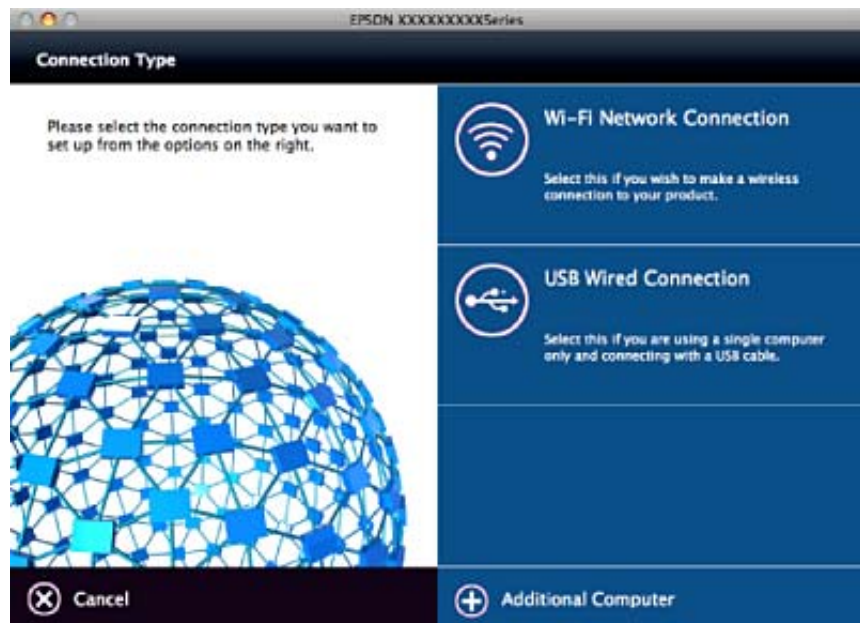 EPSON XXXXXXXXXSeries
Connection Type
Please select the connection type you want to
set up from the options on the right.
Wi-Fi Network Connection
Select this if you wish to make a wireless
connection to your product.
USB Wired Connection
Select this if you are using a single computer
only and connecting with a USB cable.
Cancel
Additional Computer